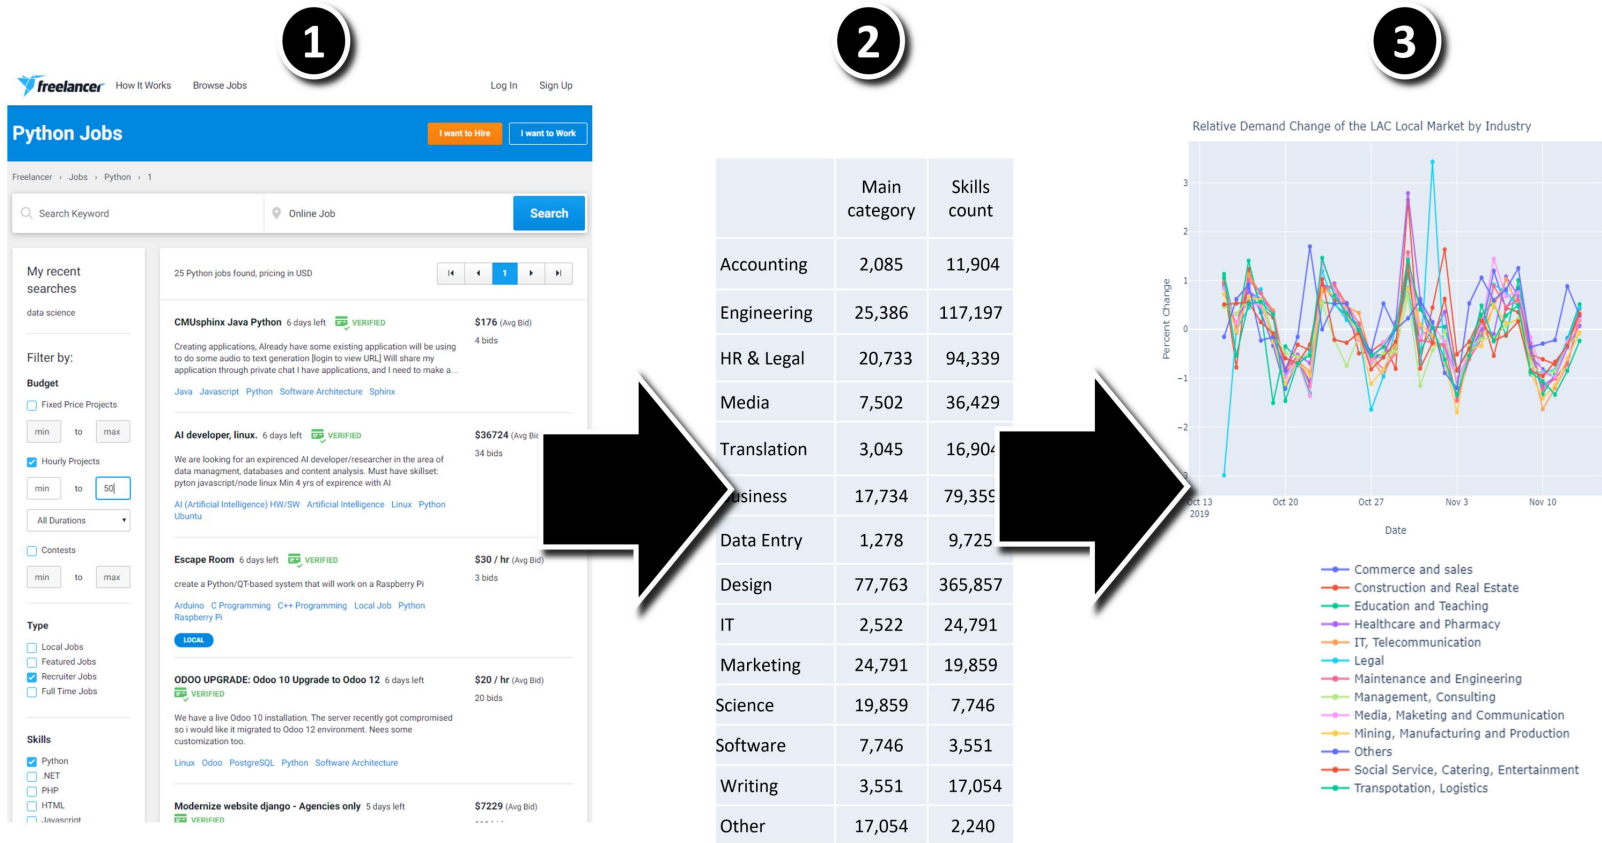 1
2
3
freelancer How It Works Browse Jobs Log In Sign Up
Python Jobs I want to Hire I want to Work
Freelancer › Jobs › Python › 1
Search Keyword Online Job Search
My recent
searches
data science
Filter by:
Budget
Fixed Price Projects
min to max
Hourly Projects
min to 50
All Durations
Contests
min to max
Type
Local Jobs
Featured Jobs
Recruiter Jobs
Full Time Jobs
Skills
Python
.NET
PHP
HTML
Javascript
25 Python jobs found, pricing in USD 1
CMUsphinx Java Python 6 days left VERIFIED $176 (Avg Bid)
4 bids
Creating applications, Already have some existing application will be using
to do some audio to text generation [login to view URL] Will share my
application through private chat I have applications, and I need to make a...
Java Javascript Python Software Architecture Sphinx
AI developer, linux. 6 days left VERIFIED $36724 (Avg Bid)
34 bids
We are looking for an expirenced AI developer/researcher in the area of
data managment, databases and content analysis. Must have skillset:
pyton javascript/node linux Min 4 yrs of expirence with AI
AI (Artificial Intelligence) HW/SW Artificial Intelligence Linux Python
Ubuntu
Escape Room 6 days left VERIFIED $30 / hr (Avg Bid)
3 bids
create a Python/QT-based system that will work on a Raspberry Pi
Arduino C Programming C++ Programming Local Job Python
Raspberry Pi
LOCAL
ODOO UPGRADE: Odoo 10 Upgrade to Odoo 12 6 days left $20 / hr (Avg Bid)
VERIFIED 20 bids
We have a live Odoo 10 installation. The server recently got compromised
so i would like it migrated to Odoo 12 environment. Nees some
customization too.
Linux Odoo PostgreSQL Python Software Architecture
Modernize website django - Agencies only 5 days left $7229 (Avg Bid)
VERIFIED
Main Skills
category count
Accounting 2,085 11,904
Engineering 25,386 117,197
HR & Legal 20,733 94,339
Media 7,502 36,429
Translation 3,045 16,904
Business 17,734 79,359
Data Entry 1,278 9,725
Design 77,763 365,857
IT 2,522 24,791
Marketing 24,791 19,859
Science 19,859 7,746
Software 7,746 3,551
Writing 3,551 17,054
Other 17,054 2,240
Relative Demand Change of the LAC Local Market by Industry
Percent Change
3
2
1
0
−1
−2
Oct 13 Oct 20 Oct 27 Nov 3 Nov 10
2019
Date
Commerce and sales
Construction and Real Estate
Education and Teaching
Healthcare and Pharmacy
IT, Telecommunication
Legal
Maintenance and Engineering
Management, Consulting
Media, Maketing and Communication
Mining, Manufacturing and Production
Others
Social Service, Catering, Entertainment
Transpotation, Logistics